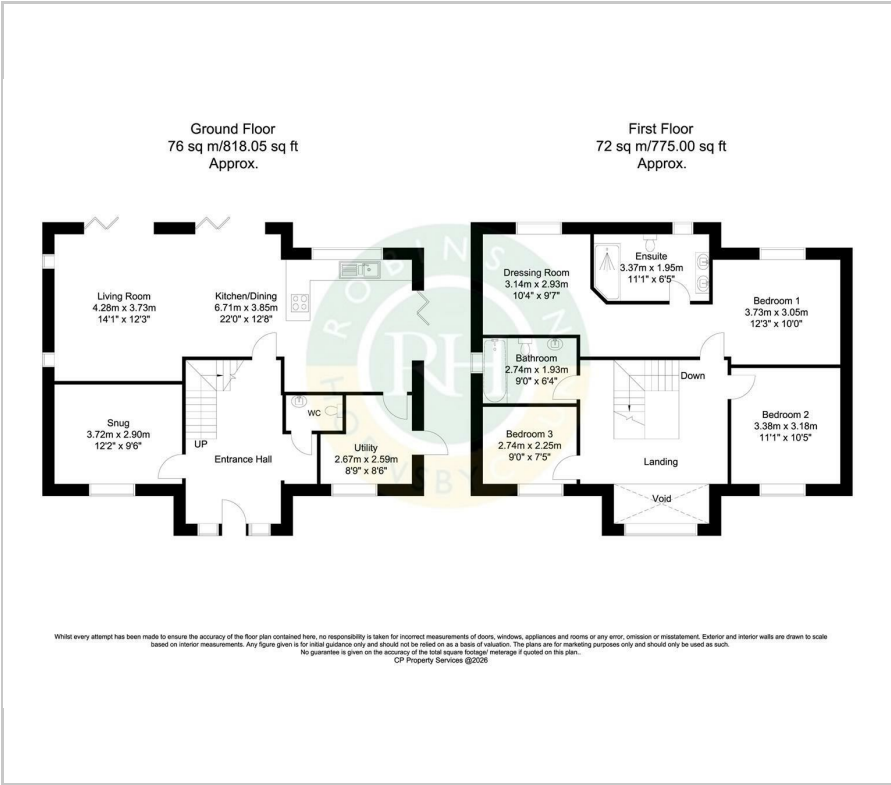 Ground Floor
76 sq m/818.05 sq ft
Approx.
First Floor
72 sq m/775.00 sq ft
Approx.
Living Room
4.28m x 3.73m
14'1" x 12'3"
Kitchen/Dining
6.71m x 3.85m
22'0" x 12'8"
Snug
3.72m x 2.90m
12'2" x 9'6"
UP
Entrance Hall
WC
Utility
2.67m x 2.59m
8'9" x 8'6"
Dressing Room
3.14m x 2.93m
10'4" x 9'7"
Ensuite
3.37m x 1.95m
11'1" x 6'5"
Bedroom 1
3.73m x 3.05m
12'3" x 10'0"
Bathroom
2.74m x 1.93m
9'0" x 6'4"
Down
Bedroom 2
3.38m x 3.18m
11'1" x 10'5"
Bedroom 3
2.74m x 2.25m
9'0" x 7'5"
Landing
Void
ROBINSON
RH
Whilst every attempt has been made to ensure the accuracy of the floor plan contained here, no responsibility is taken for incorrect measurements of doors, windows, appliances and rooms or any error, omission or misstatement. Exterior and interior walls are drawn to scale
based on interior measurements. Any figure given is for initial guidance only and should not be relied on as a basis of valuation. The plans are for marketing purposes only and should only be used as such.
No guarantee is given on the accuracy of the total square footage/ meterage if quoted on this plan..
CP Property Services @2026